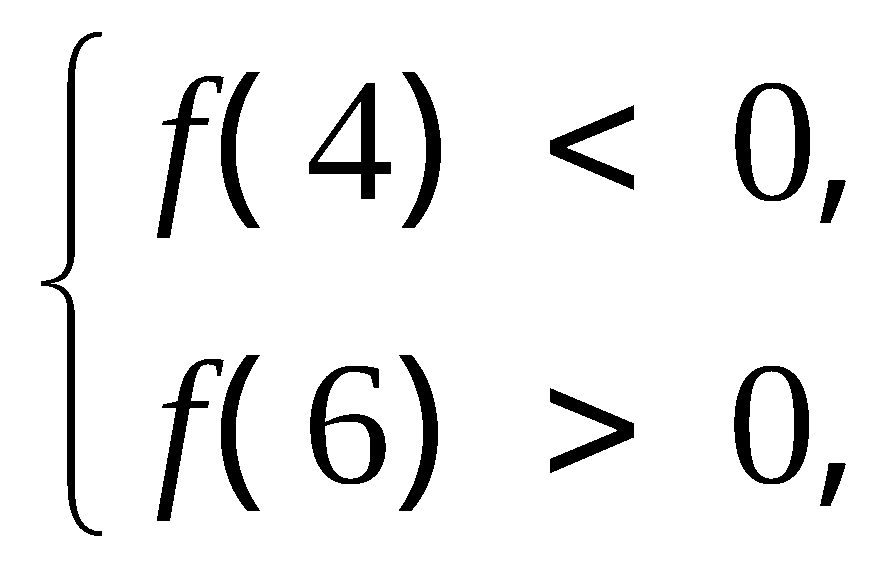 f(4) < 0,
f(6) > 0,